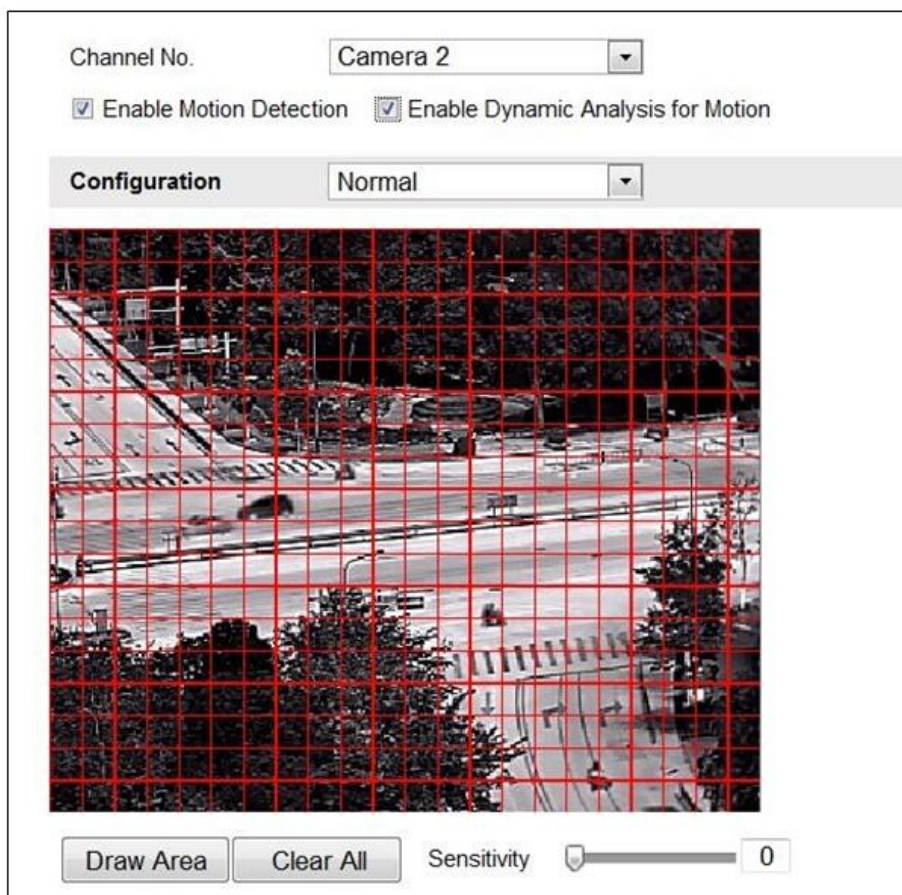 Channel No. Camera 2
Enable Motion Detection Enable Dynamic Analysis for Motion
Configuration Normal
Draw Area Clear All Sensitivity 0